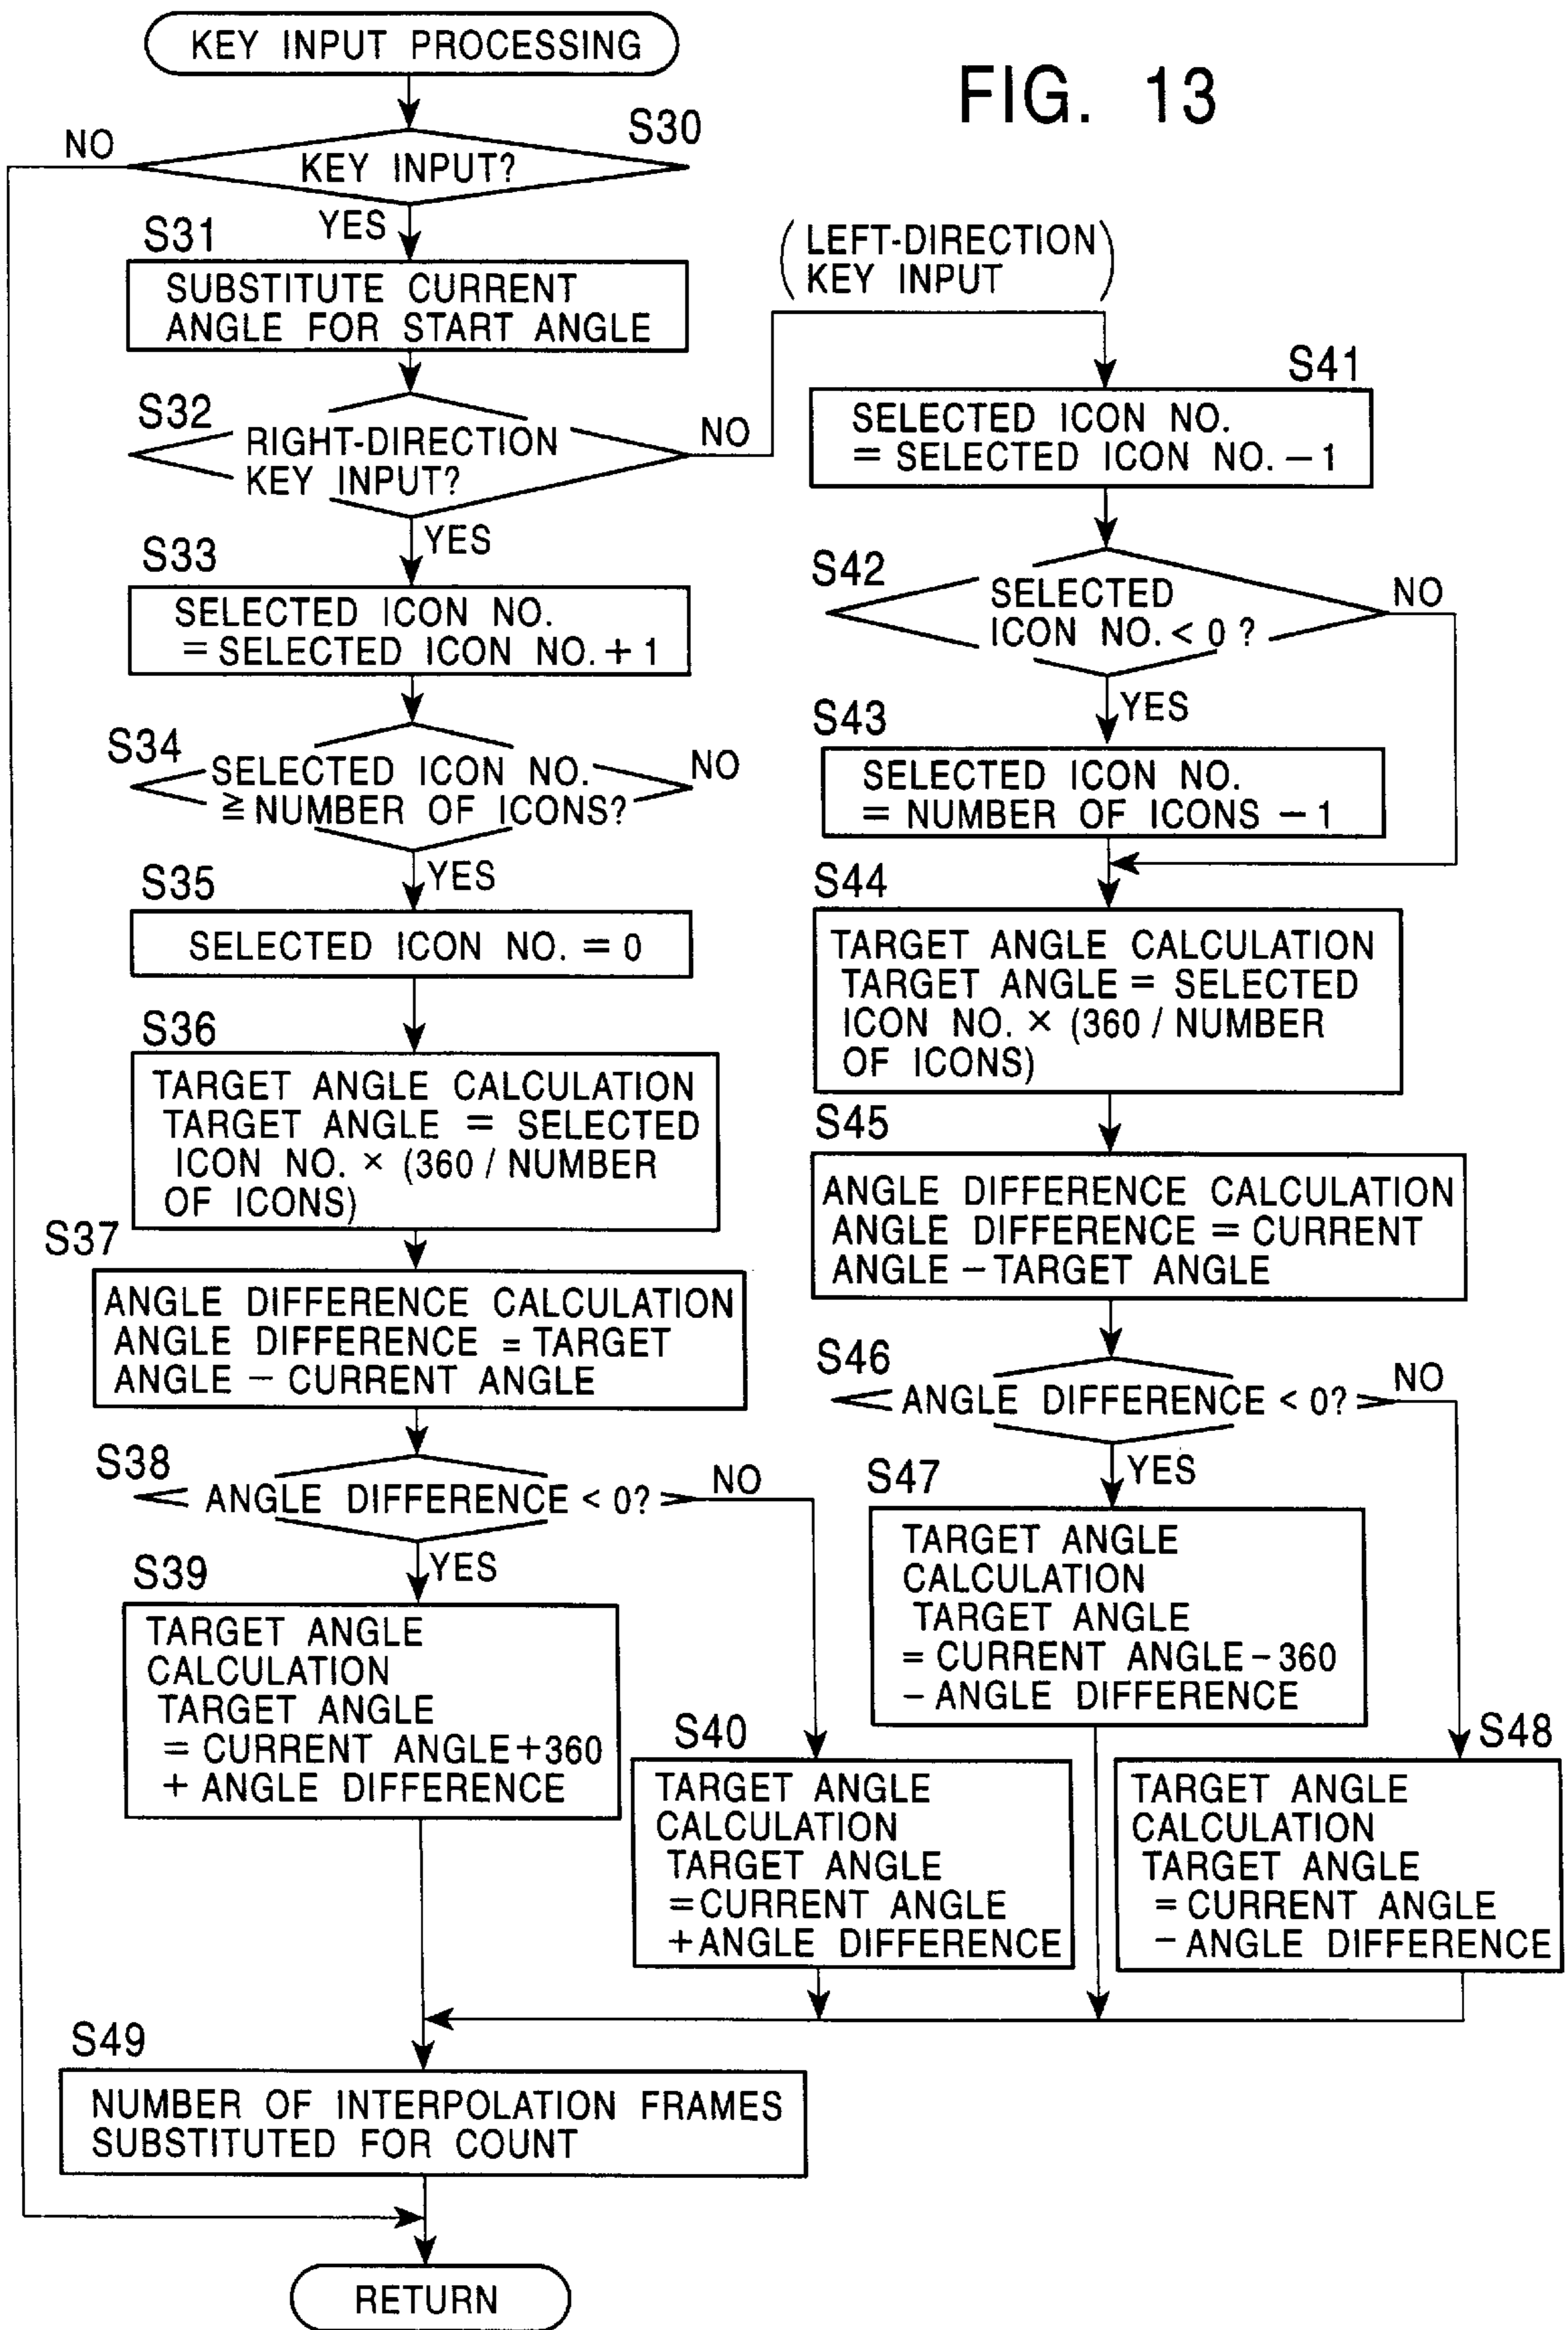 KEY INPUT PROCESSING
FIG. 13
S30
NO
KEY INPUT?
YES
S31
SUBSTITUTE CURRENT
ANGLE FOR START ANGLE
S32
RIGHT-DIRECTION
KEY INPUT?
NO
YES
S33
SELECTED ICON NO.
= SELECTED ICON NO. + 1
S34
SELECTED ICON NO.
≧ NUMBER OF ICONS?
NO
YES
S35
SELECTED ICON NO. = 0
S36
TARGET ANGLE CALCULATION
TARGET ANGLE = SELECTED
ICON NO. × (360 / NUMBER
OF ICONS)
S37
ANGLE DIFFERENCE CALCULATION
ANGLE DIFFERENCE = TARGET
ANGLE – CURRENT ANGLE
S38
ANGLE DIFFERENCE < 0?
NO
YES
S39
TARGET ANGLE
CALCULATION
TARGET ANGLE
= CURRENT ANGLE + 360
+ ANGLE DIFFERENCE
S40
TARGET ANGLE
CALCULATION
TARGET ANGLE
= CURRENT ANGLE
+ ANGLE DIFFERENCE
(LEFT-DIRECTION
KEY INPUT)
S41
SELECTED ICON NO.
= SELECTED ICON NO. – 1
S42
SELECTED
ICON NO. < 0 ?
NO
YES
S43
SELECTED ICON NO.
= NUMBER OF ICONS – 1
S44
TARGET ANGLE CALCULATION
TARGET ANGLE = SELECTED
ICON NO. × (360 / NUMBER
OF ICONS)
S45
ANGLE DIFFERENCE CALCULATION
ANGLE DIFFERENCE = CURRENT
ANGLE – TARGET ANGLE
S46
ANGLE DIFFERENCE < 0?
NO
YES
S47
TARGET ANGLE
CALCULATION
TARGET ANGLE
= CURRENT ANGLE – 360
– ANGLE DIFFERENCE
S48
TARGET ANGLE
CALCULATION
TARGET ANGLE
= CURRENT ANGLE
– ANGLE DIFFERENCE
S49
NUMBER OF INTERPOLATION FRAMES
SUBSTITUTED FOR COUNT
RETURN